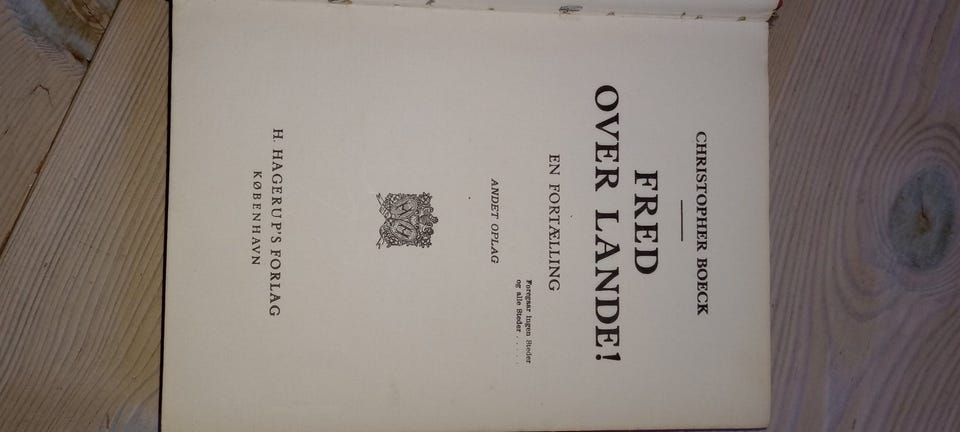 CHRISTOPHER BOECK
FRED
OVER LANDE!
EN FORTÆLLING
Foregaar ingen Steder
og alle Steder . . . . .
ANDET OPLAG
H. HAGERUP'S FORLAG
KØBENHAVN